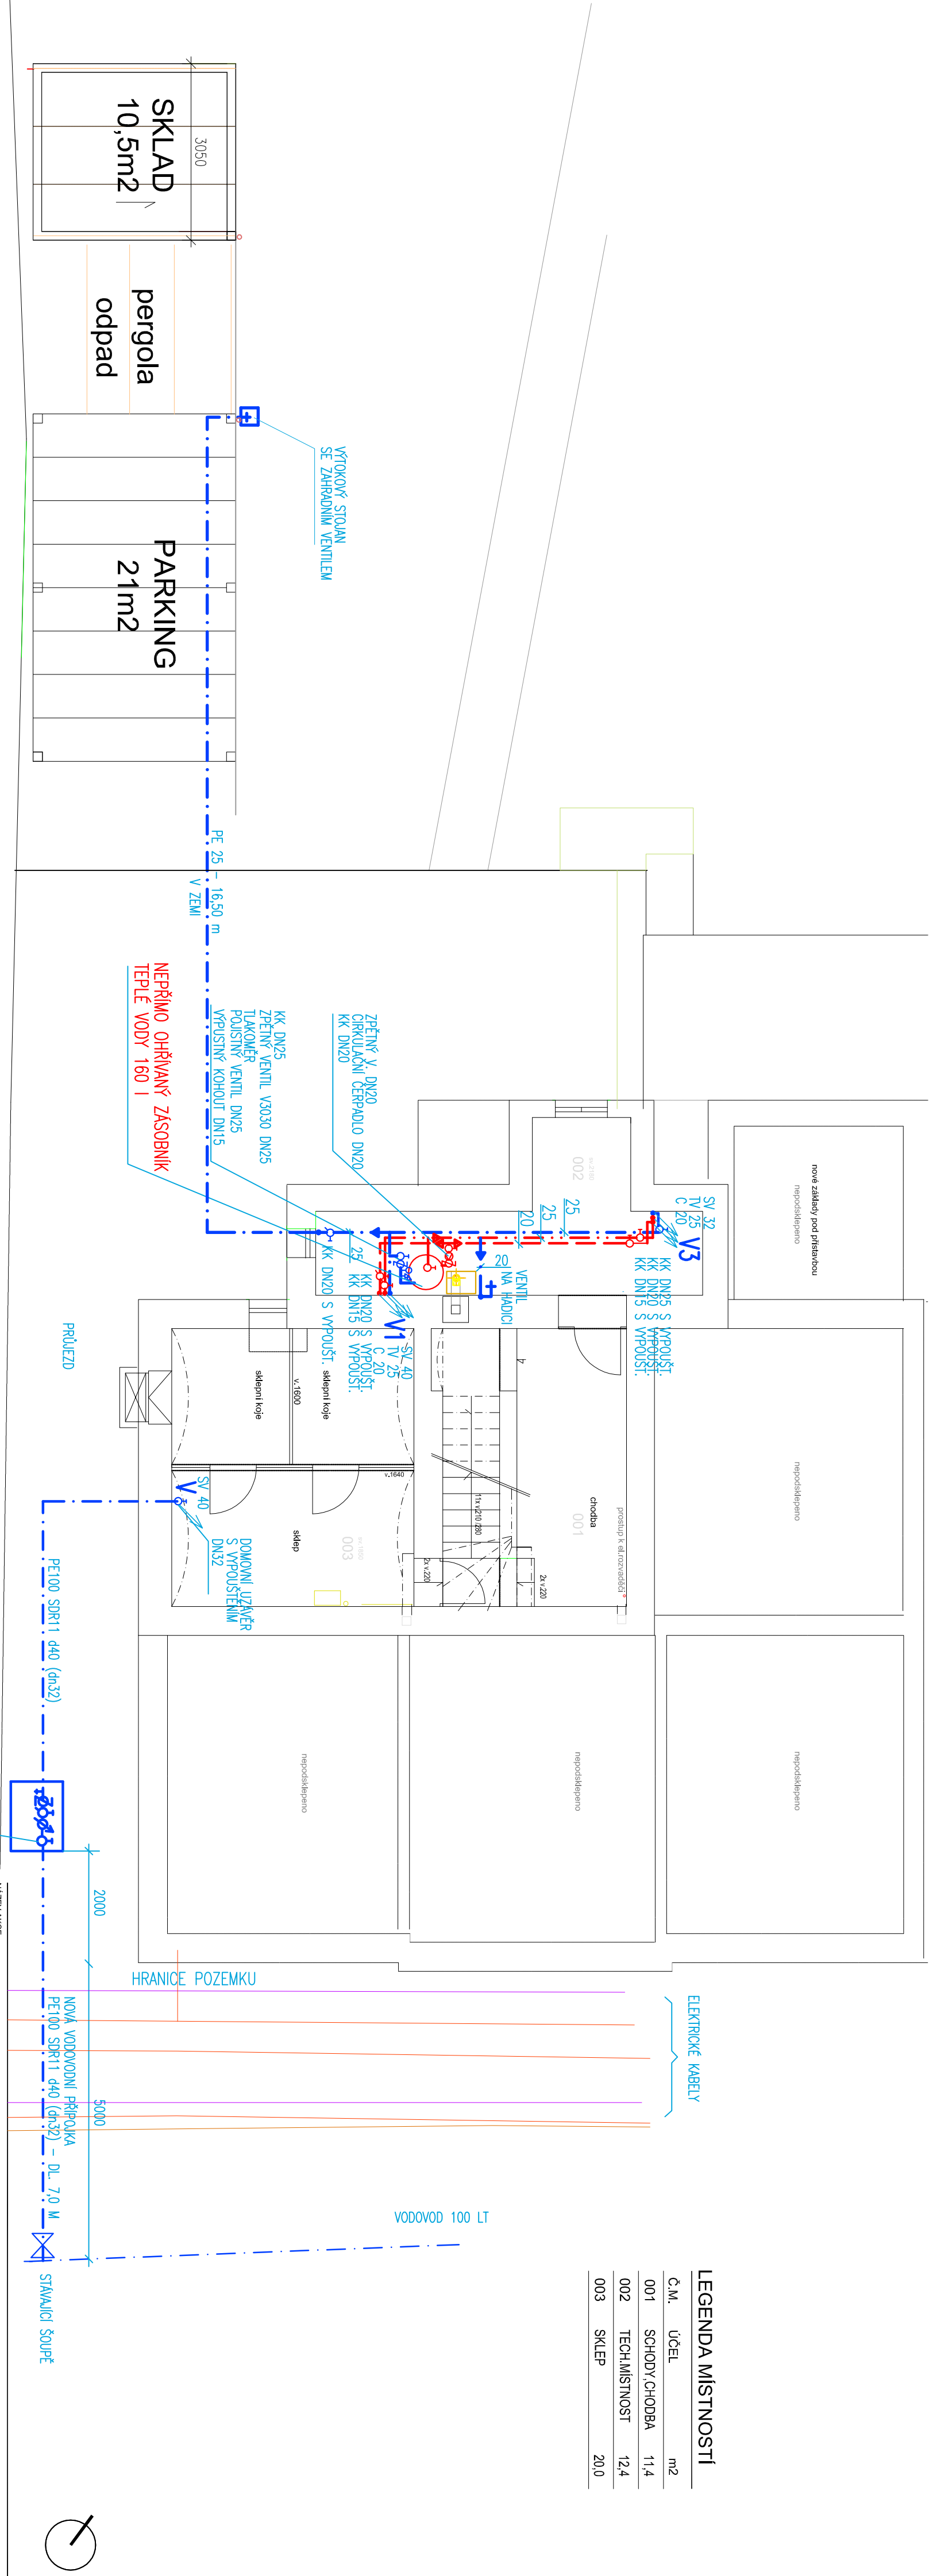 SKLAD
10,5m2
3050
pergola
odpad
VÝTOKOVÝ STOJAN
SE ZAHRADNÍM VENTILEM
PARKING
21m2
PE 25 – 16,50 m
V ZEMI
NEPŘÍMO OHŘÍVANÝ ZÁSOBNÍK
TEPLÉ VODY 160 l
KK DN25
ZPĚTNÝ VENTIL V3030 DN25
TLAKOMĚR
POJISTNÝ VENTIL DN25
VÝPUSTNÝ KOHOUT DN15
ZPĚTNÝ V. DN20
CIRKULAČNÍ ČERPADLO DN20
KK DN20
002
nové základy pod přístavbou
nepodsklepeno
SV 32
TV 25
C 20
V3
KK DN25 S VYPOUŠT.
KK DN20 S VYPOUŠT.
KK DN15 S VYPOUŠT.
25
25
20
20
VENTIL
NA HADICI
25
KK DN20 S VYPOUŠT.
V1
SV 40
TV 25
C 20
KK DN20 S VYPOUŠT.
KK DN15 S VYPOUŠT.
PRŮJEZD
sklepní koje
v.1600
sklepní koje
v.1640
11x v.210/280
2x v.220
2x v.220
chodba
001
prostup k el.rozvaděči
nepodsklepeno
V
SV 40
sklep
003
DOMOVNÍ UZÁVĚR
S VYPOUŠTĚNÍM
DN32
PE100 SDR11 d40 (dn32)
nepodsklepeno
nepodsklepeno
nepodsklepeno
2000
HRANICE POZEMKU
ELEKTRICKÉ KABELY
5000
NOVÁ VODOVODNÍ PŘÍPOJKA
PE100 SDR11 d40 (dn32) – DL. 7,0 M
VODOVOD 100 LT
STÁVAJÍCÍ ŠOUPĚ
LEGENDA MÍSTNOSTÍ
Č.M. ÚČEL m2
001 SCHODY,CHODBA 11,4
002 TECH.MÍSTNOST 12,4
003 SKLEP 20,0